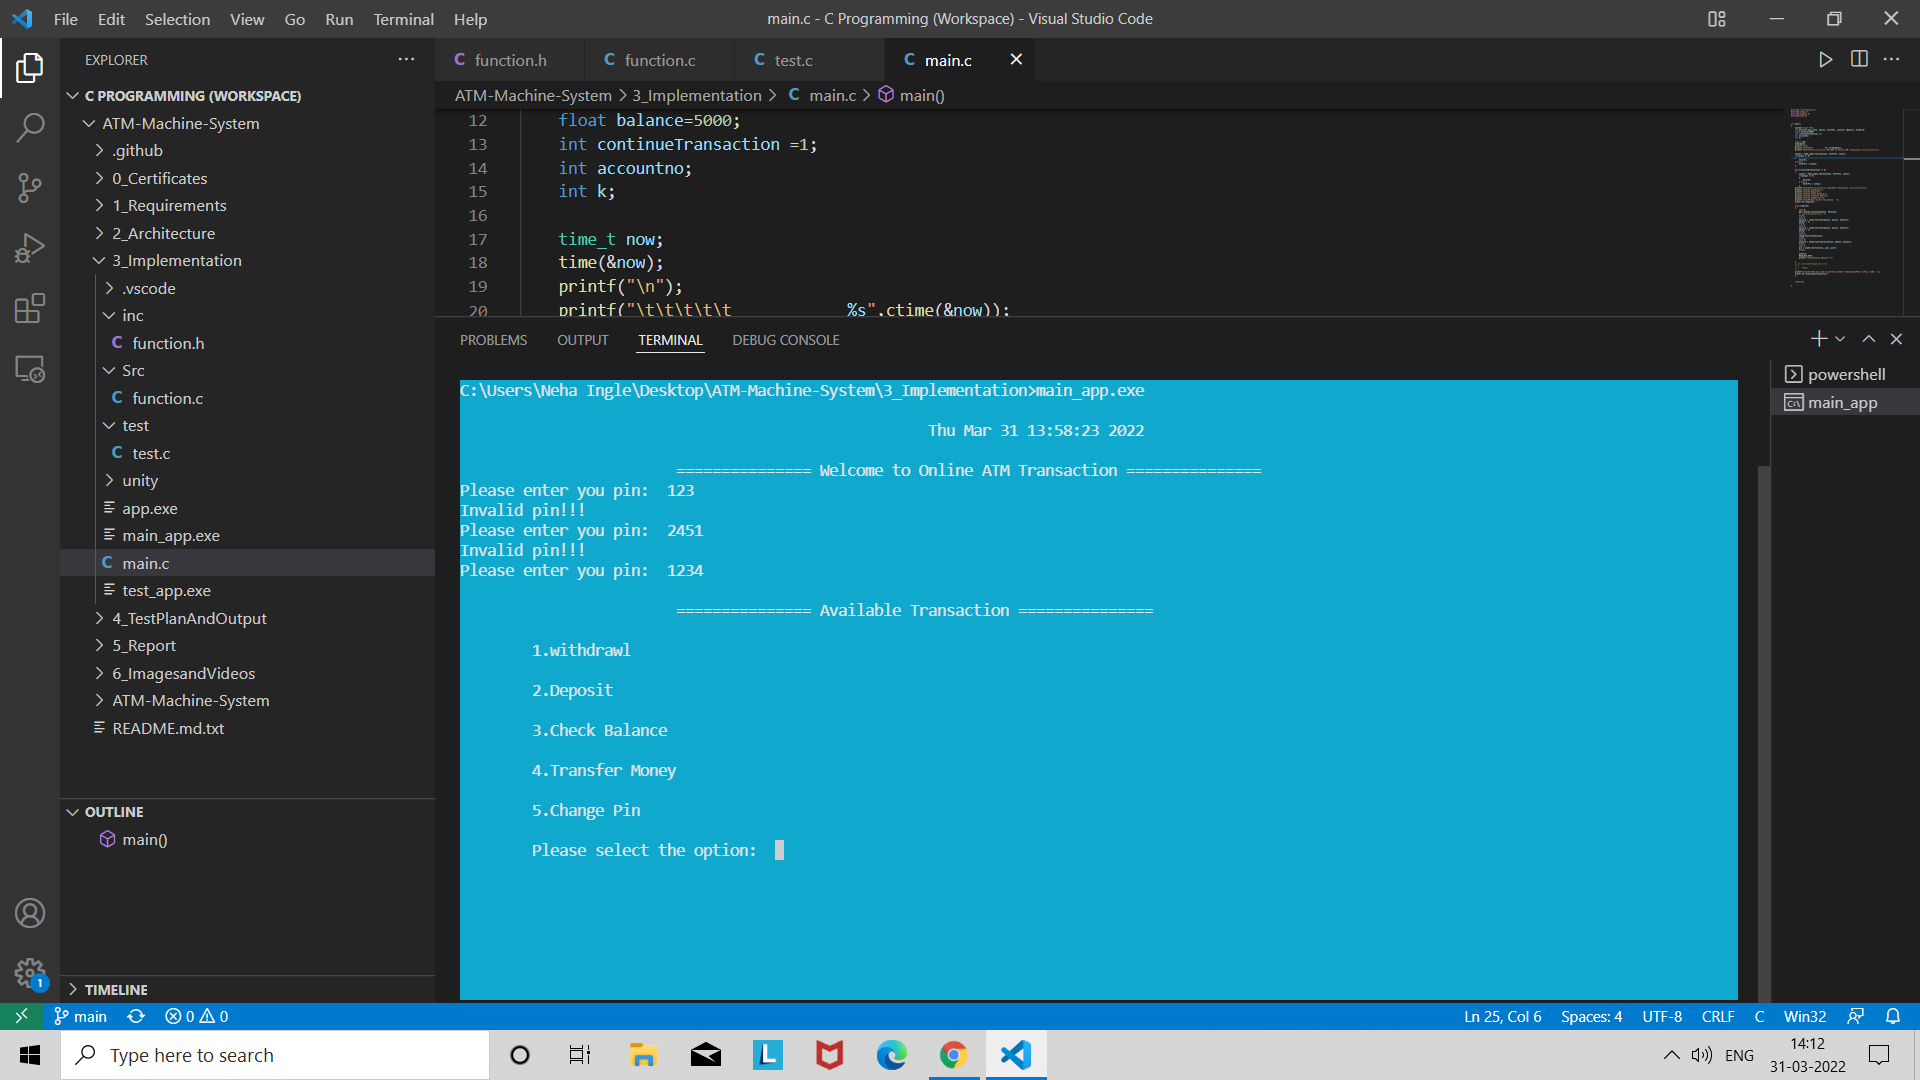 File Edit Selection View Go Run Terminal Help
main.c - C Programming (Workspace) - Visual Studio Code
EXPLORER
C PROGRAMMING (WORKSPACE)
ATM-Machine-System
.github
0_Certificates
1_Requirements
2_Architecture
3_Implementation
.vscode
inc
C function.h
Src
C function.c
test
C test.c
unity
app.exe
main_app.exe
C main.c
test_app.exe
4_TestPlanAndOutput
5_Report
6_ImagesandVideos
ATM-Machine-System
README.md.txt
OUTLINE
main()
TIMELINE
C function.h
C function.c
C test.c
C main.c
ATM-Machine-System > 3_Implementation > C main.c > main()
12 float balance=5000;
13 int continueTransaction =1;
14 int accountno;
15 int k;
16
17 time_t now;
18 time(&now);
19 printf("\n");
20 printf("\t\t\t\t\t %s",ctime(&now));
PROBLEMS OUTPUT TERMINAL DEBUG CONSOLE
powershell
main_app
C:\Users\Neha Ingle\Desktop\ATM-Machine-System\3_Implementation>main_app.exe
Thu Mar 31 13:58:23 2022
=============== Welcome to Online ATM Transaction ===============
Please enter you pin: 123
Invalid pin!!!
Please enter you pin: 2451
Invalid pin!!!
Please enter you pin: 1234
=============== Available Transaction ===============
1.withdrawl
2.Deposit
3.Check Balance
4.Transfer Money
5.Change Pin
Please select the option:
1
main 0 0
Ln 25, Col 6 Spaces: 4 UTF-8 CRLF C Win32
Type here to search
L
ENG
14:12
31-03-2022